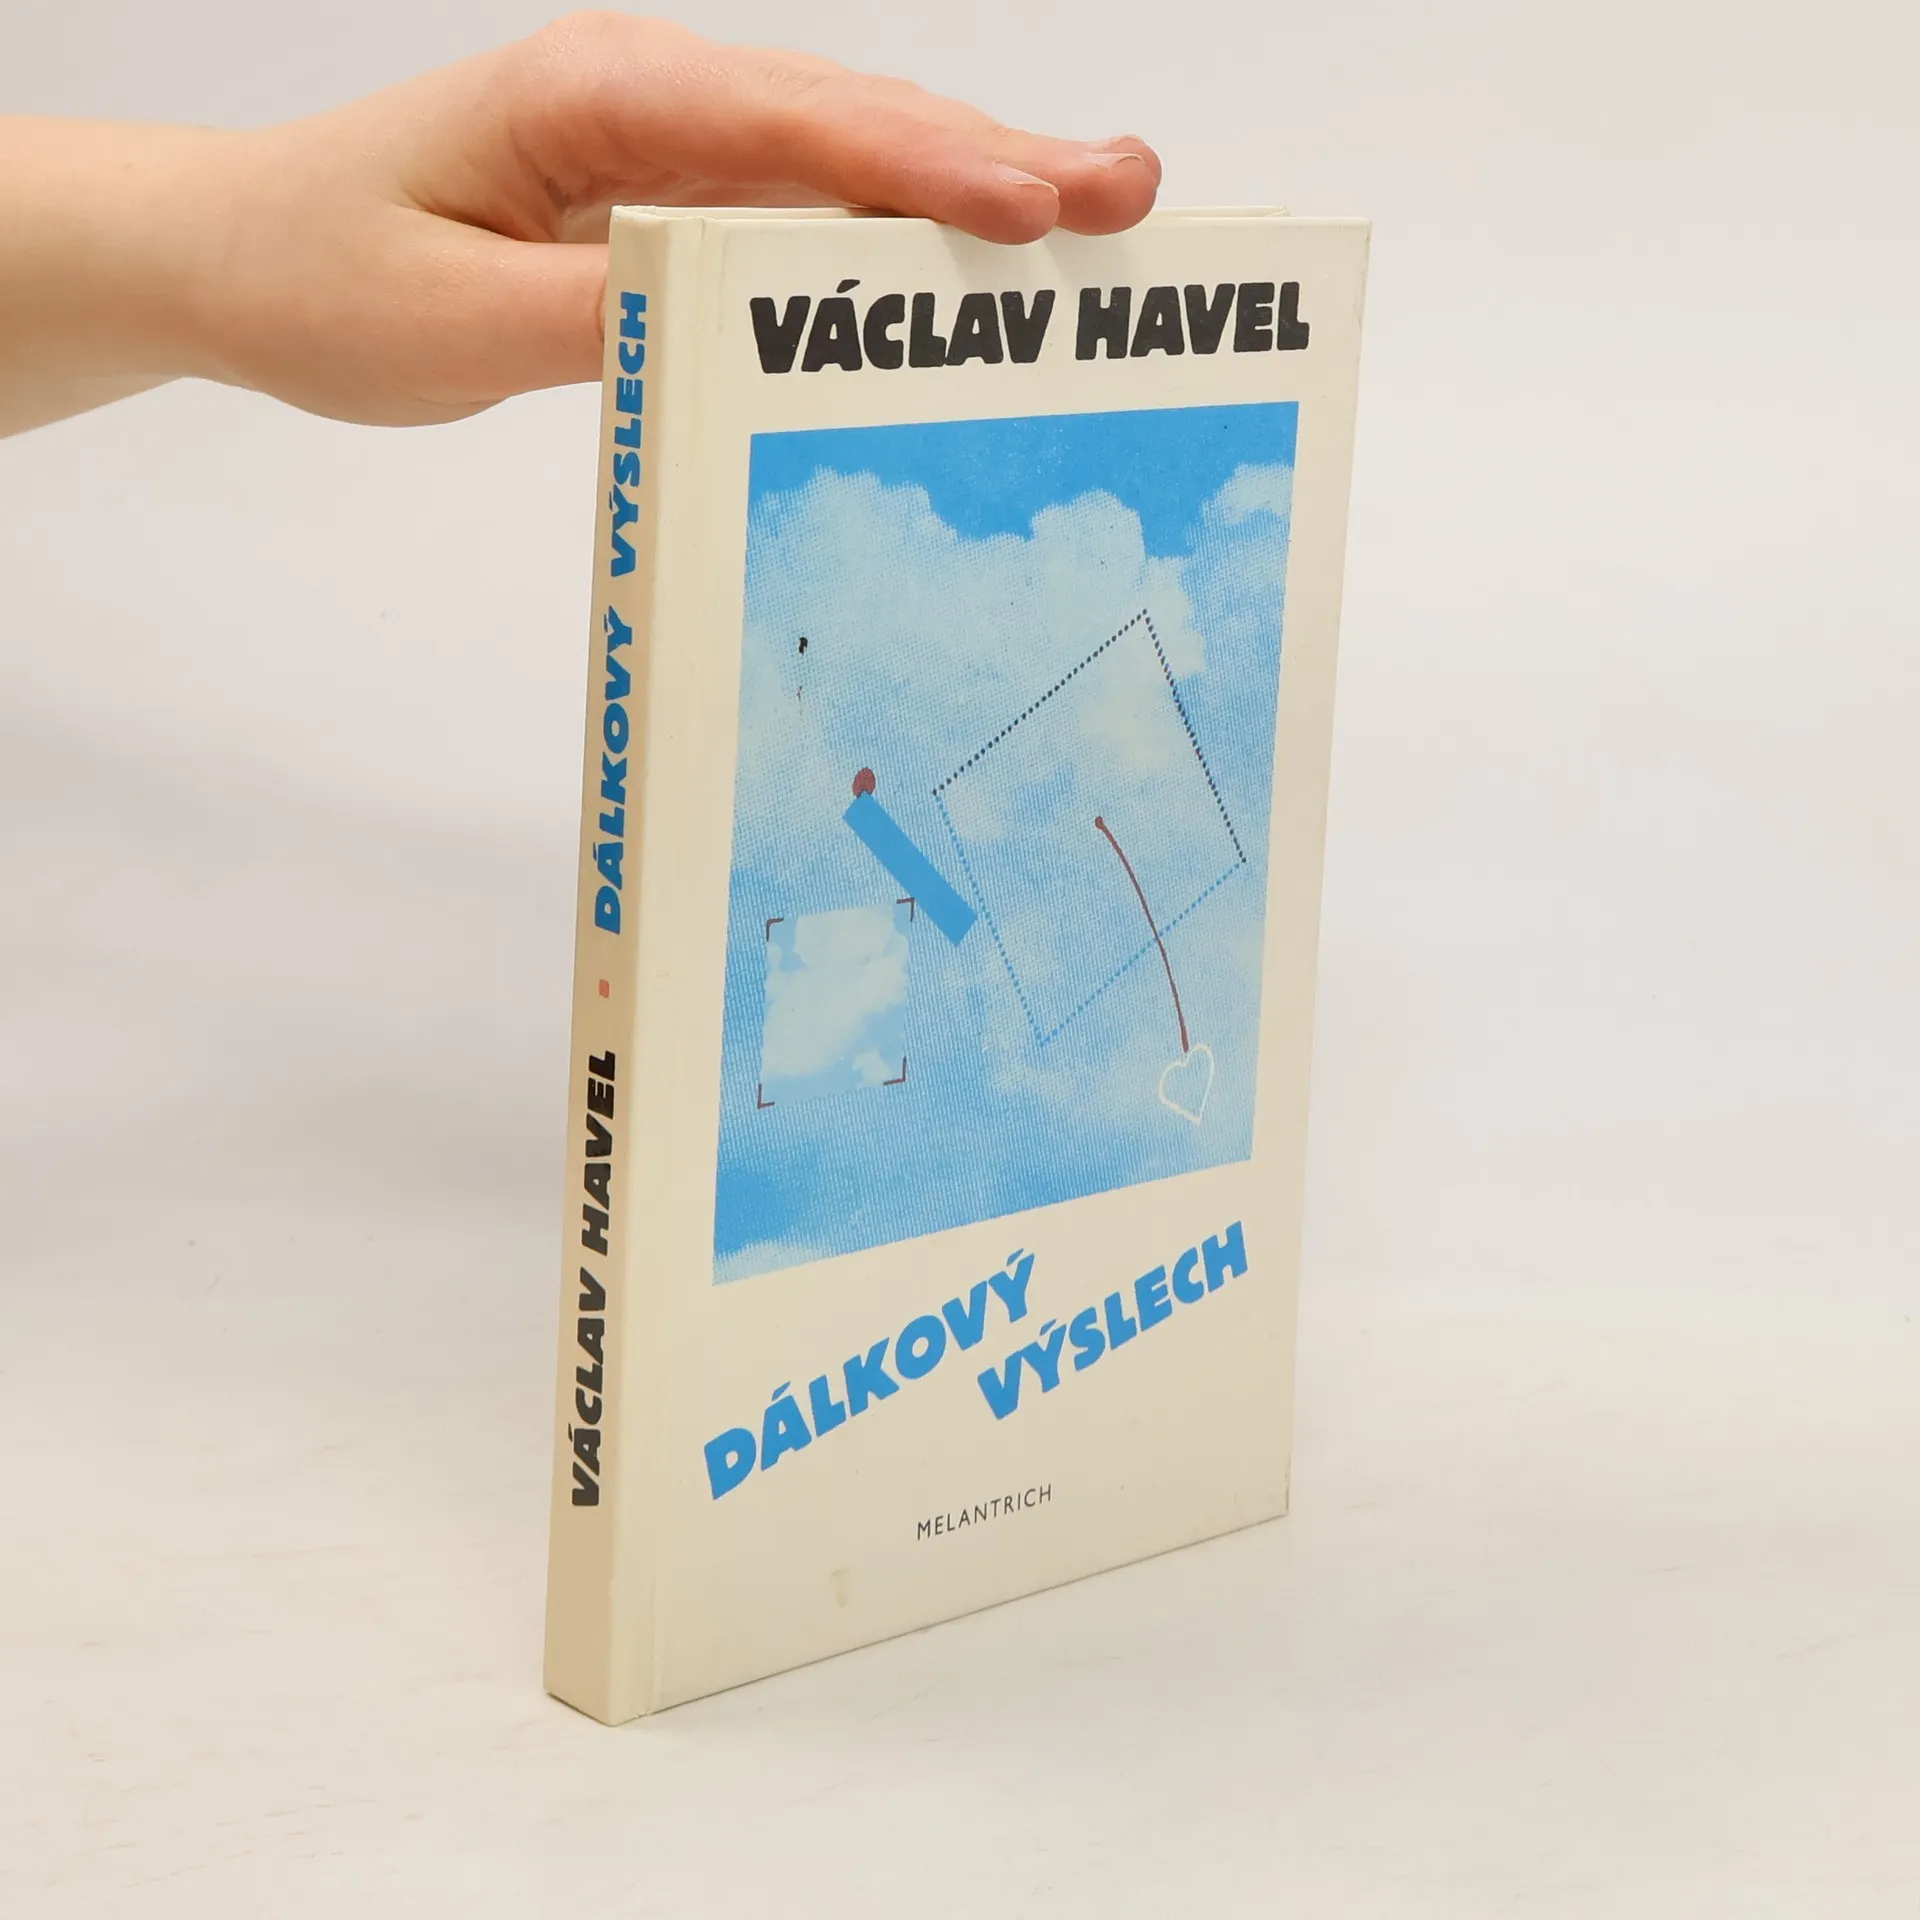 VÁCLAV HAVEL
DÁLKOVÝ
VÝSLECH
MELANTRICH
VÁCLAV HAVEL • DÁLKOVÝ VÝSLECH